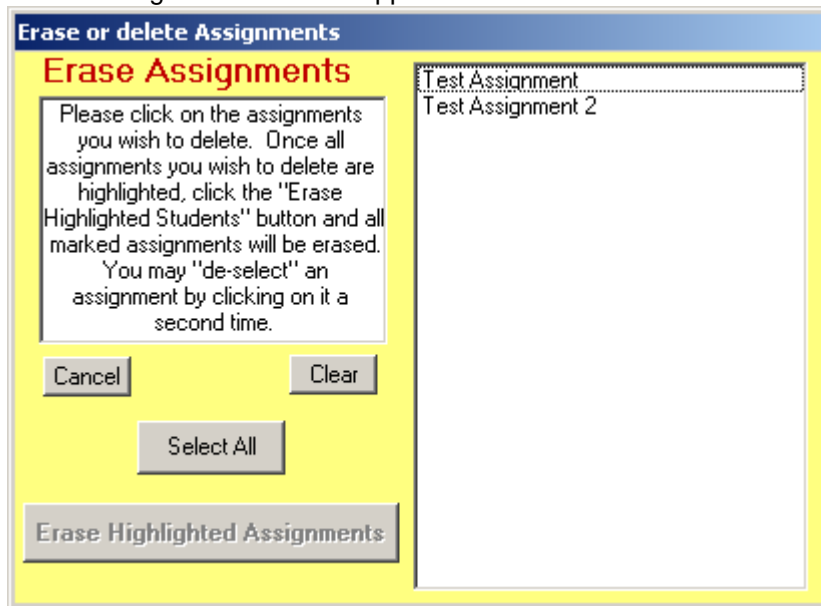 Erase or delete Assignments
Erase Assignments
Please click on the assignments
you wish to delete. Once all
assignments you wish to delete are
highlighted, click the "Erase
Highlighted Students" button and all
marked assignments will be erased.
You may "de-select" an
assignment by clicking on it a
second time.
Cancel
Clear
Select All
Erase Highlighted Assignments
Test Assignment
Test Assignment 2